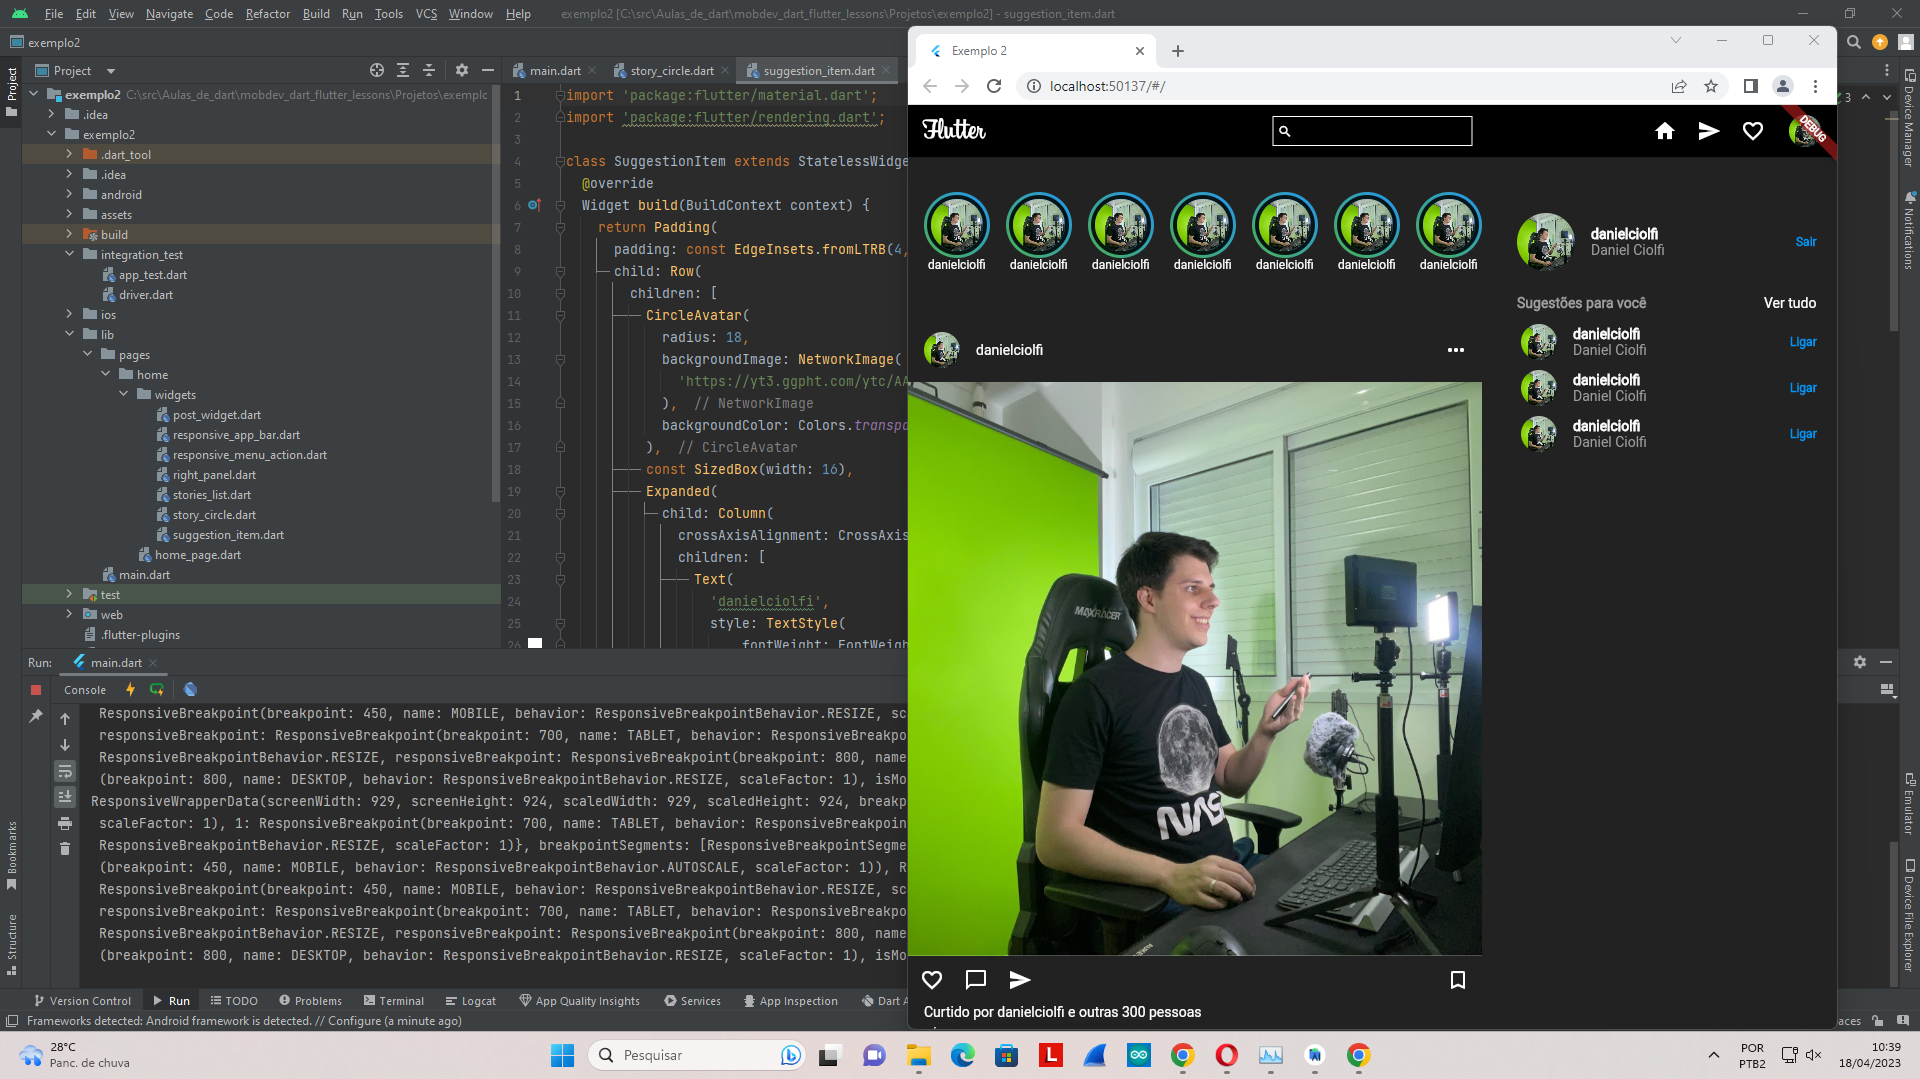 File Edit View Navigate Code Refactor Build Run Tools VCS Window Help exemplo2 [C:\src\Aulas_de_dart\mobdev_dart_flutter_lessons\Projetos\exemplo2] - suggestion_item.dart
exemplo2
Project
Project
main.dart story_circle.dart suggestion_item.dart
exemplo2 C:\src\Aulas_de_dart\mobdev_dart_flutter_lessons\Projetos\exemplc
.idea
exemplo2
.dart_tool
.idea
android
assets
build
integration_test
app_test.dart
driver.dart
ios
lib
pages
home
widgets
post_widget.dart
responsive_app_bar.dart
responsive_menu_action.dart
right_panel.dart
stories_list.dart
story_circle.dart
suggestion_item.dart
home_page.dart
main.dart
test
web
.flutter-plugins
1 import 'package:flutter/material.dart';
2 import 'package:flutter/rendering.dart';
3
4 class SuggestionItem extends StatelessWidge
5 @override
6 Widget build(BuildContext context) {
7 return Padding(
8 padding: const EdgeInsets.fromLTRB(4,
9 child: Row(
10 children: [
11 CircleAvatar(
12 radius: 18,
13 backgroundImage: NetworkImage(
14 'https://yt3.ggpht.com/ytc/AA
15 ), // NetworkImage
16 backgroundColor: Colors.transpa
17 ), // CircleAvatar
18 const SizedBox(width: 16),
19 Expanded(
20 child: Column(
21 crossAxisAlignment: CrossAxis
22 children: [
23 Text(
24 'danielciolfi',
25 style: TextStyle(
26 fontWeight: FontWeigh
Exemplo 2
localhost:50137/#/
Flutter
DEBUG
danielciolfi danielciolfi danielciolfi danielciolfi danielciolfi danielciolfi danielciolfi
danielciolfi
Daniel Ciolfi
Sair
Sugestões para você
Ver tudo
danielciolfi
Daniel Ciolfi
Ligar
danielciolfi
Daniel Ciolfi
Ligar
danielciolfi
Daniel Ciolfi
Ligar
danielciolfi
MAXRACER
NAS
Curtido por danielciolfi e outras 300 pessoas
3
Device Manager
Notifications
Emulator
Device File Explorer
Run: main.dart
Console
ResponsiveBreakpoint(breakpoint: 450, name: MOBILE, behavior: ResponsiveBreakpointBehavior.RESIZE, sc
responsiveBreakpoint: ResponsiveBreakpoint(breakpoint: 700, name: TABLET, behavior: ResponsiveBreakpo
ResponsiveBreakpointBehavior.RESIZE, responsiveBreakpoint: ResponsiveBreakpoint(breakpoint: 800, name
(breakpoint: 800, name: DESKTOP, behavior: ResponsiveBreakpointBehavior.RESIZE, scaleFactor: 1), isMo
ResponsiveWrapperData(screenWidth: 929, screenHeight: 924, scaledWidth: 929, scaledHeight: 924, breakp
scaleFactor: 1), 1: ResponsiveBreakpoint(breakpoint: 700, name: TABLET, behavior: ResponsiveBreakpoin
ResponsiveBreakpointBehavior.RESIZE, scaleFactor: 1)}, breakpointSegments: [ResponsiveBreakpointSegme
(breakpoint: 450, name: MOBILE, behavior: ResponsiveBreakpointBehavior.AUTOSCALE, scaleFactor: 1)), R
ResponsiveBreakpoint(breakpoint: 450, name: MOBILE, behavior: ResponsiveBreakpointBehavior.RESIZE, sc
responsiveBreakpoint: ResponsiveBreakpoint(breakpoint: 700, name: TABLET, behavior: ResponsiveBreakpo
ResponsiveBreakpointBehavior.RESIZE, responsiveBreakpoint: ResponsiveBreakpoint(breakpoint: 800, name
(breakpoint: 800, name: DESKTOP, behavior: ResponsiveBreakpointBehavior.RESIZE, scaleFactor: 1), isMo
Bookmarks
Structure
Version Control Run TODO Problems Terminal Logcat App Quality Insights Services App Inspection Dart A
Frameworks detected: Android framework is detected. // Configure (a minute ago)
aces
28°C
Panc. de chuva
Pesquisar
L
POR
PTB2
10:39
18/04/2023